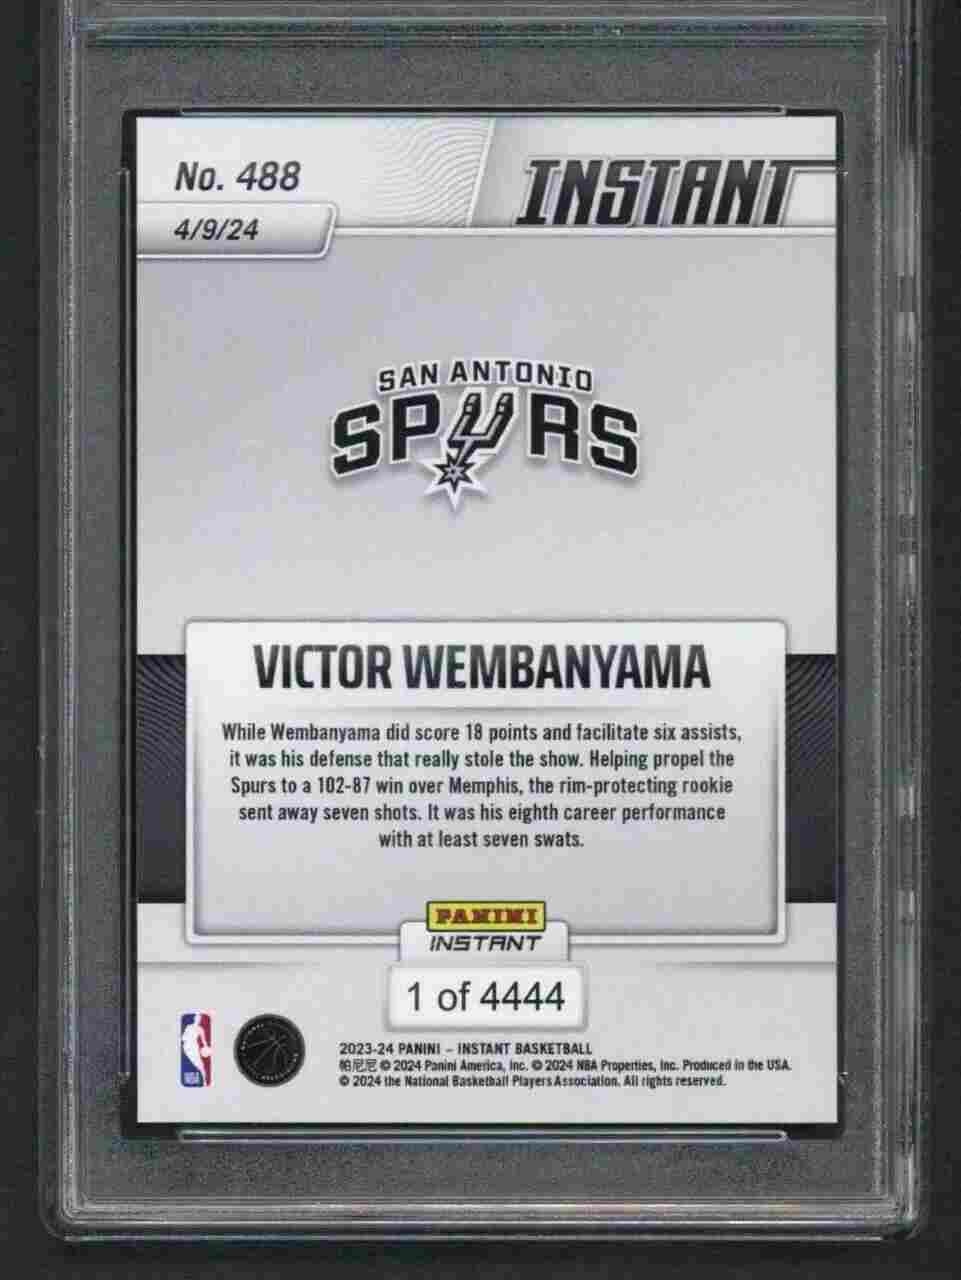 No. 488
INSTANT
4/9/24
SAN ANTONIO
SPURS
VICTOR WEMBANYAMA
While Wembanyama did score 18 points and facilitate six assists,
it was his defense that really stole the show. Helping propel the
Spurs to a 102-87 win over Memphis, the rim-protecting rookie
sent away seven shots. It was his eighth career performance
with at least seven swats.
PANINI
INSTANT
1 of 4444
NBA
2023-24 PANINI – INSTANT BASKETBALL
帕尼尼 © 2024 Panini America, Inc. © 2024 NBA Properties, Inc. Produced in the USA.
© 2024 the National Basketball Players Association. All rights reserved.